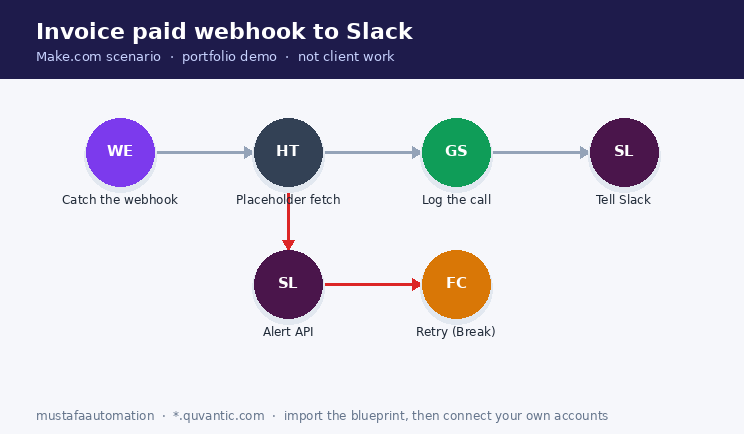 Invoice paid webhook to Slack
Make.com scenario · portfolio demo · not client work
WE HT GS SL
Catch the webhook Placeholder fetch Log the call Tell Slack
SL FC
Alert API Retry (Break)
mustafaautomation · *.quvantic.com · import the blueprint, then connect your own accounts